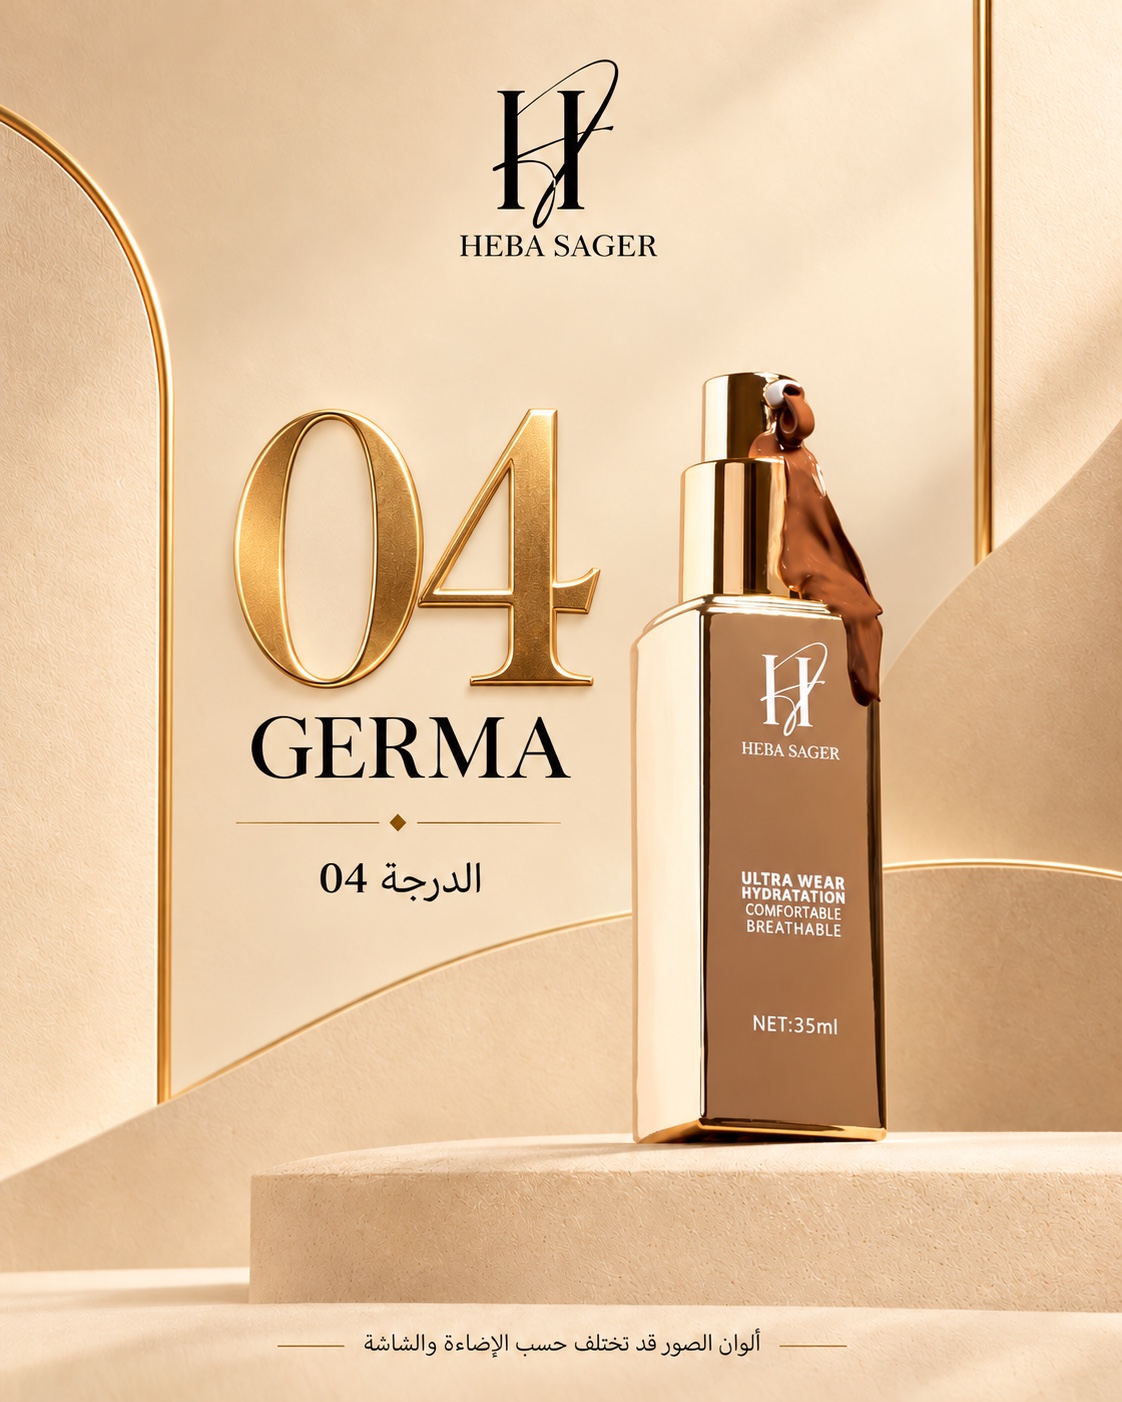 HEBA SAGER
04
GERMA
الدرجة 04
HEBA SAGER
ULTRA WEAR
HYDRATATION
COMFORTABLE
BREATHABLE
NET:35ml
ألوان الصور قد تختلف حسب الإضاءة والشاشة